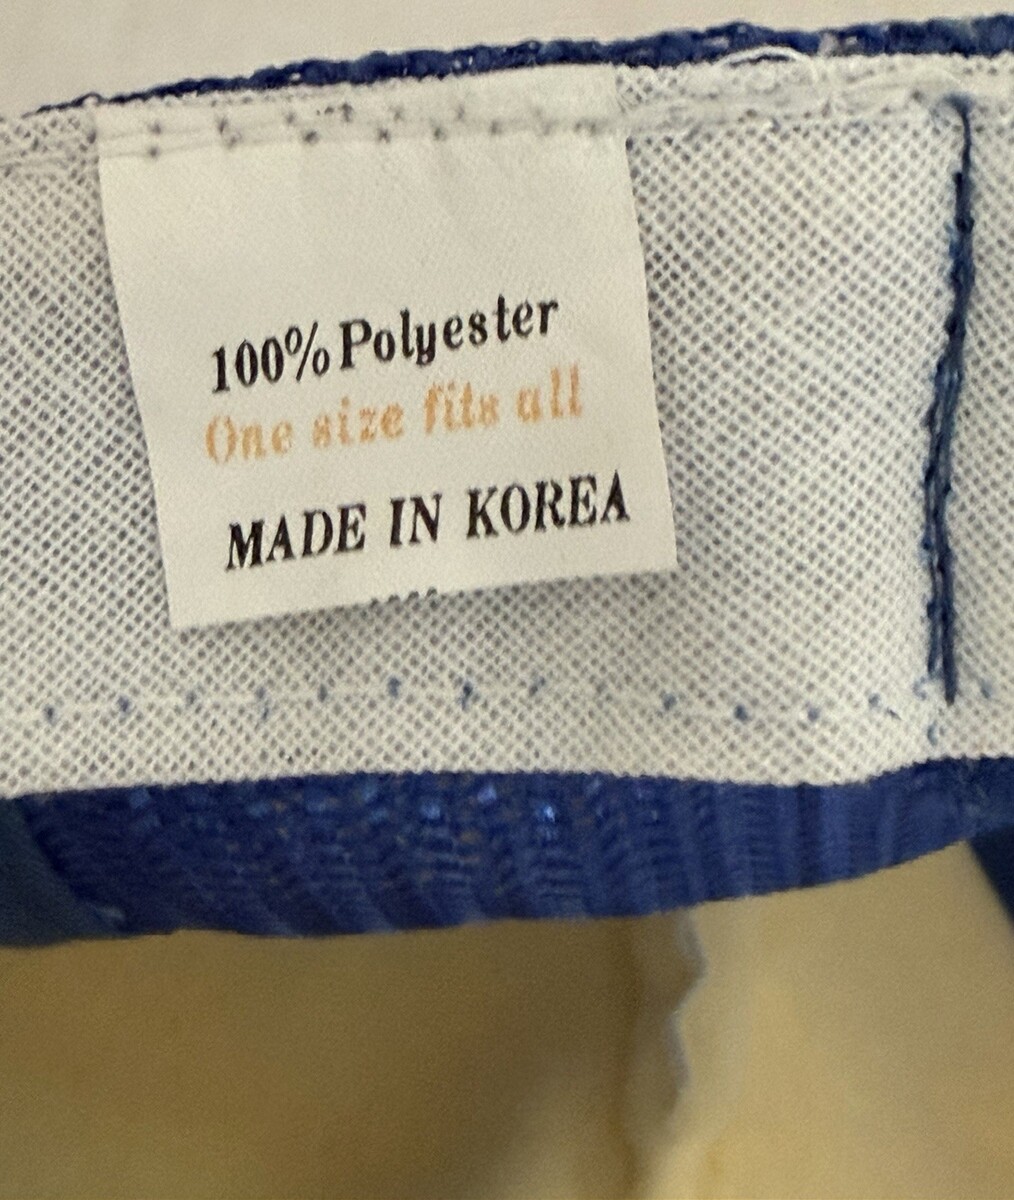 100% Polyester
One size fits all
MADE IN KOREA